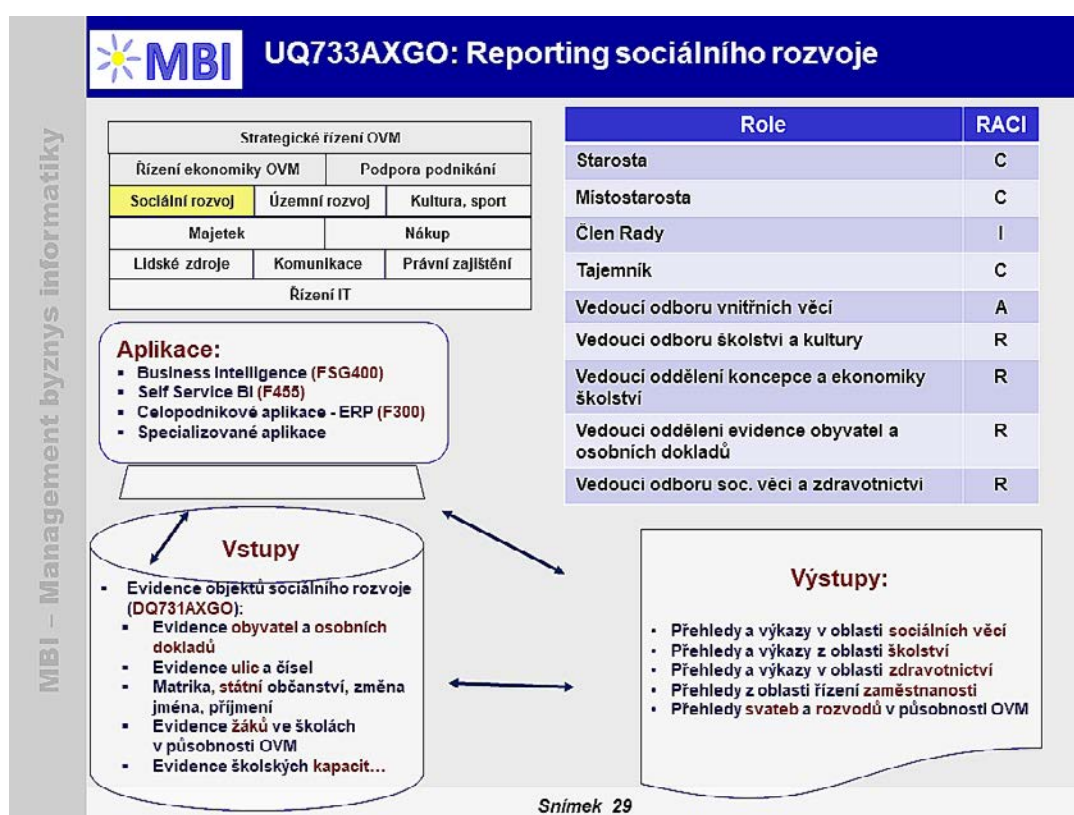 MBI
UQ733AXGO: Reporting sociálního rozvoje
MBI – Management byznys informatiky
Strategické řízení OVM
Řízení ekonomiky OVM
Podpora podnikání
Sociální rozvoj
Územní rozvoj
Kultura, sport
Majetek
Nákup
Lidské zdroje
Komunikace
Právní zajištění
Řízení IT
Role RACI
Starosta C
Místostarosta C
Člen Rady I
Tajemník C
Vedoucí odboru vnitřních věcí A
Vedoucí odboru školství a kultury R
Vedoucí oddělení koncepce a ekonomiky R
školství
Vedoucí oddělení evidence obyvatel a R
osobních dokladů
Vedoucí odboru soc. věcí a zdravotnictví R
Aplikace:
▪ Business Intelligence (FSG400)
▪ Self Service BI (F455)
▪ Celopodnikové aplikace - ERP (F300)
▪ Specializované aplikace
Vstupy
▪ Evidence objektů sociálního rozvoje
(DQ731AXGO):
▪ Evidence obyvatel a osobních
dokladů
▪ Evidence ulic a čísel
▪ Matrika, státní občanství, změna
jména, příjmení
▪ Evidence žáků ve školách
v působnosti OVM
▪ Evidence školských kapacit…
Výstupy:
• Přehledy a výkazy v oblasti sociálních věcí
• Přehledy a výkazy z oblasti školství
• Přehledy a výkazy v oblasti zdravotnictví
• Přehledy z oblasti řízení zaměstnanosti
• Přehledy svateb a rozvodů v působnosti OVM
Snímek 29